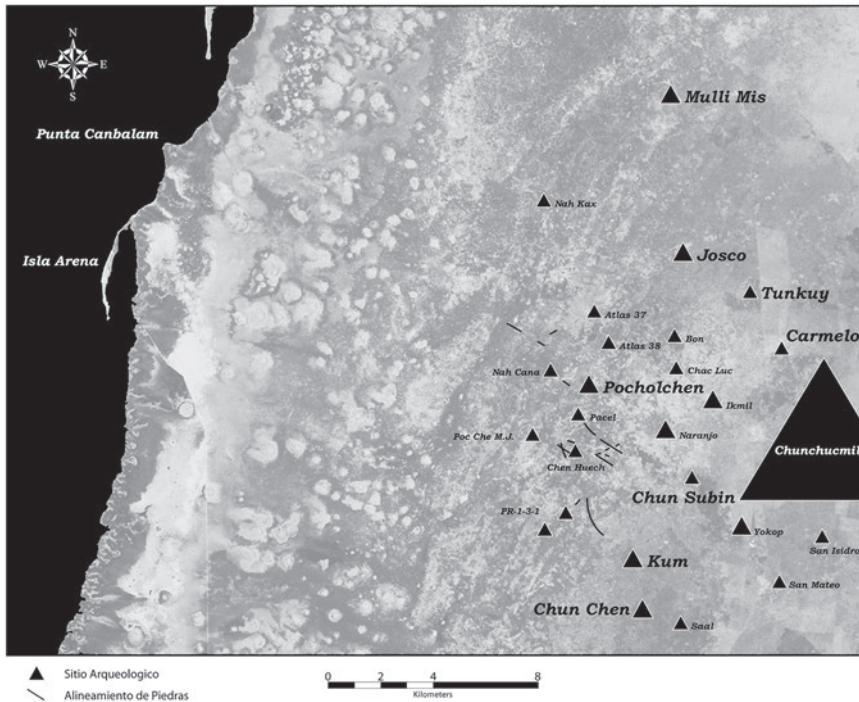 N
W E
S
Punta Canbalam
Isla Arena
Mulli Mis
Nah Kax
Josco
Tunkuy
Atlas 37
Carmelo
Bon
Atlas 38
Nah Cana
Chac Luc
Pocholchen
Ikmil
Pacel
Naranjo
Poc Che M.J.
Chunchucmil
Chen Huech
Chun Subin
PR-1-3-1
Yokop
San Isidro
Kum
San Mateo
Chun Chen
Saal
Sitio Arqueologico
Alineamiento de Piedras
0 2 4 8
Kilometers